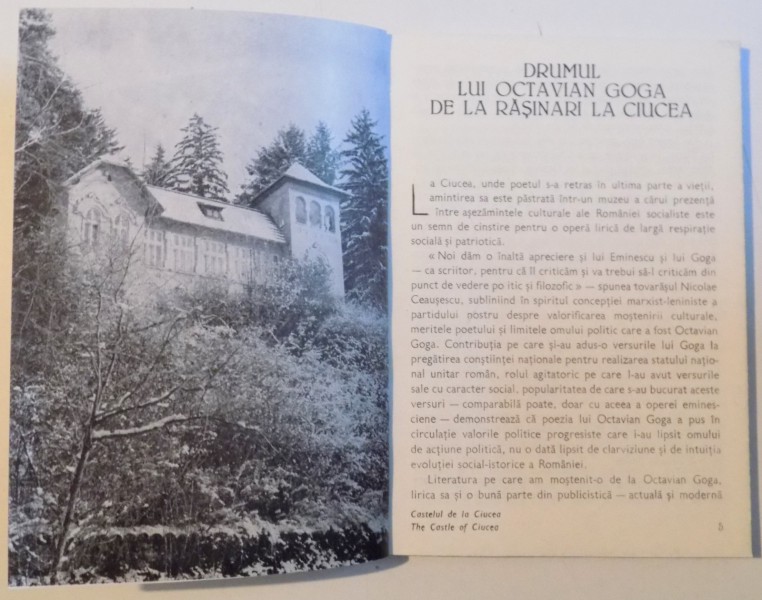 DRUMUL
LUI OCTAVIAN GOGA
DE LA RĂȘINARI LA CIUCEA
La Ciucea, unde poetul s-a retras în ultima parte a vieții,
amintirea sa este păstrată într-un muzeu a cărui prezență
între așezămintele culturale ale României socialiste este
un semn de cinstire pentru o operă lirică de largă respirație
socială și patriotică.
« Noi dăm o înaltă apreciere și lui Eminescu și lui Goga
— ca scriitor, pentru că îl criticăm și va trebui să-l criticăm din
punct de vedere po itic și filozofic » — spunea tovarășul Nicolae
Ceaușescu, subliniind în spiritul concepției marxist-leniniste a
partidului nostru despre valorificarea moștenirii culturale,
meritele poetului și limitele omului politic care a fost Octavian
Goga. Contribuția pe care și-au adus-o versurile lui Goga la
pregătirea conștiinței naționale pentru realizarea statului națio-
nal unitar român, rolul agitatoric pe care l-au avut versurile
sale cu caracter social, popularitatea de care s-au bucurat aceste
versuri — comparabilă poate, doar cu aceea a operei emines-
ciene — demonstrează că poezia lui Octavian Goga a pus în
circulație valorile politice progresiste care i-au lipsit omului
de acțiune politică, nu o dată lipsit de clarviziune și de intuiția
evoluției social-istorice a României.
Literatura pe care am moștenit-o de la Octavian Goga,
lirica sa și o bună parte din publicistică — actuală și modernă
Castelul de la Ciucea
The Castle of Ciucea
5